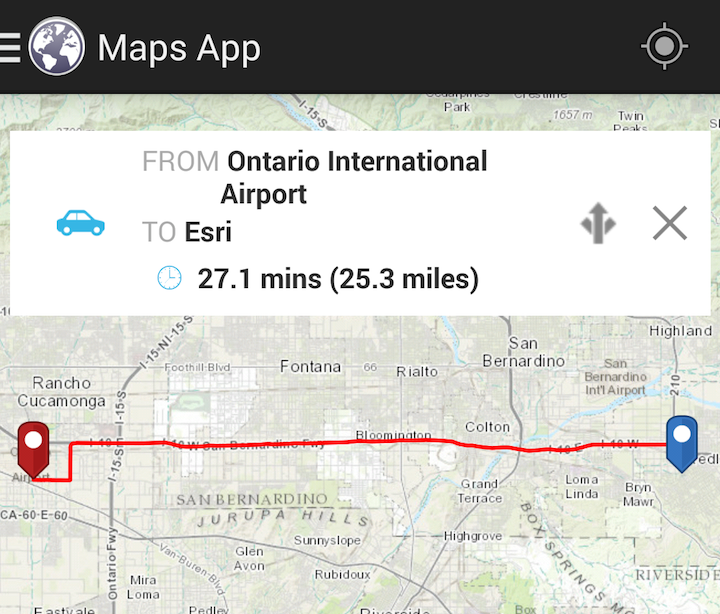 Maps App
Park
1657 m
Twin
Peaks
FROM Ontario International
Airport
TO Esri
27.1 mins (25.3 miles)
I-15-N
I-15-S
Highland
210
San
Bernardino
San
Bernardino
Int'l Airport
Foothill Blvd
Fontana
66
Rialto
Rancho
Cucamonga
I-15-S
Colton
Bloomington
I-10 W San Bernardino Fwy
I-10 E
I-10 W
Airport
Grand
Terrace
Loma
Linda
Bryn
Mawr
SAN BERNARDINO
JURUPA HILLS
CA-60-E-60
Ontario Fwy
Van-Buren-Blvd
Sunnyslope
Highgrove
BOX SPRINGS
Glen
Avon
Rubidoux
Mira
Loma
Pedley
Eastvale
Riverside
RIVERSIDE